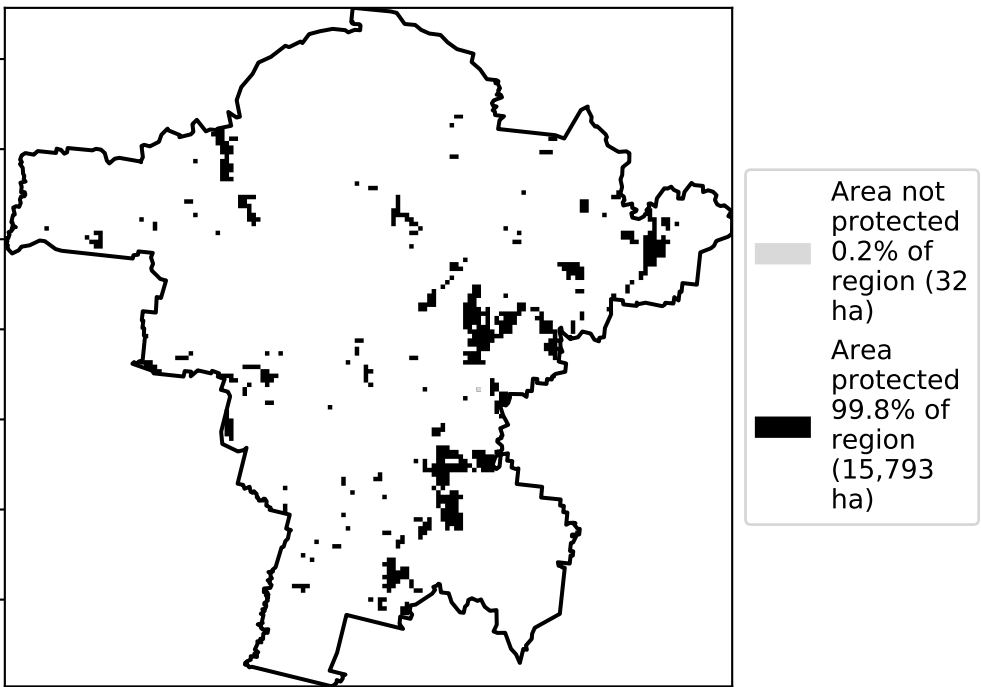 Area not
protected
0.2% of
region (32
ha)
Area
protected
99.8% of
region
(15,793
ha)